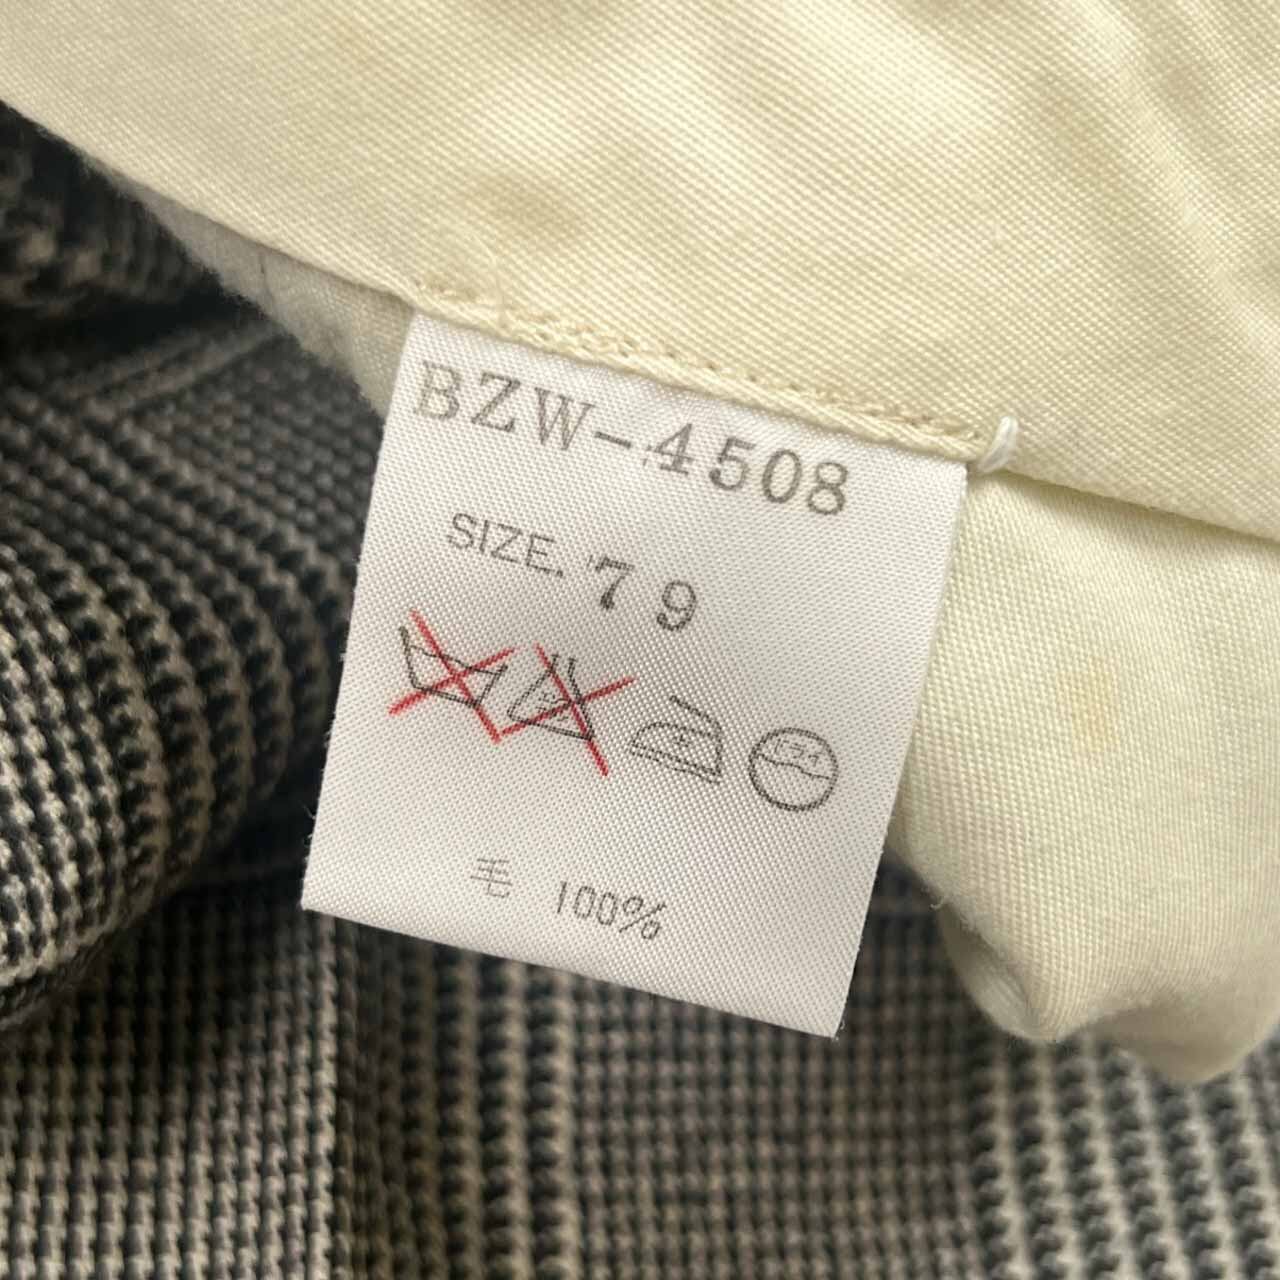 BZW-4508
SIZE. 79
毛 100%